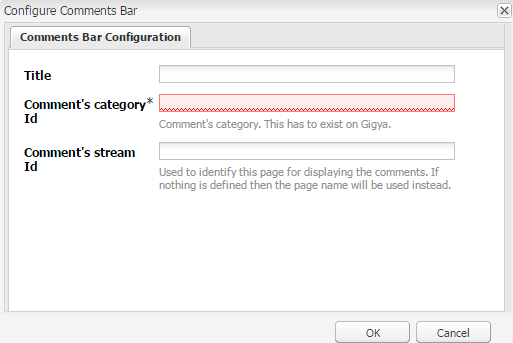 Configure Comments Bar
Comments Bar Configuration
Title
Comment's category*
Id
Comment's category. This has to exist on Gigya.
Comment's stream
Id
Used to identify this page for displaying the comments. If
nothing is defined then the page name will be used instead.
OK
Cancel